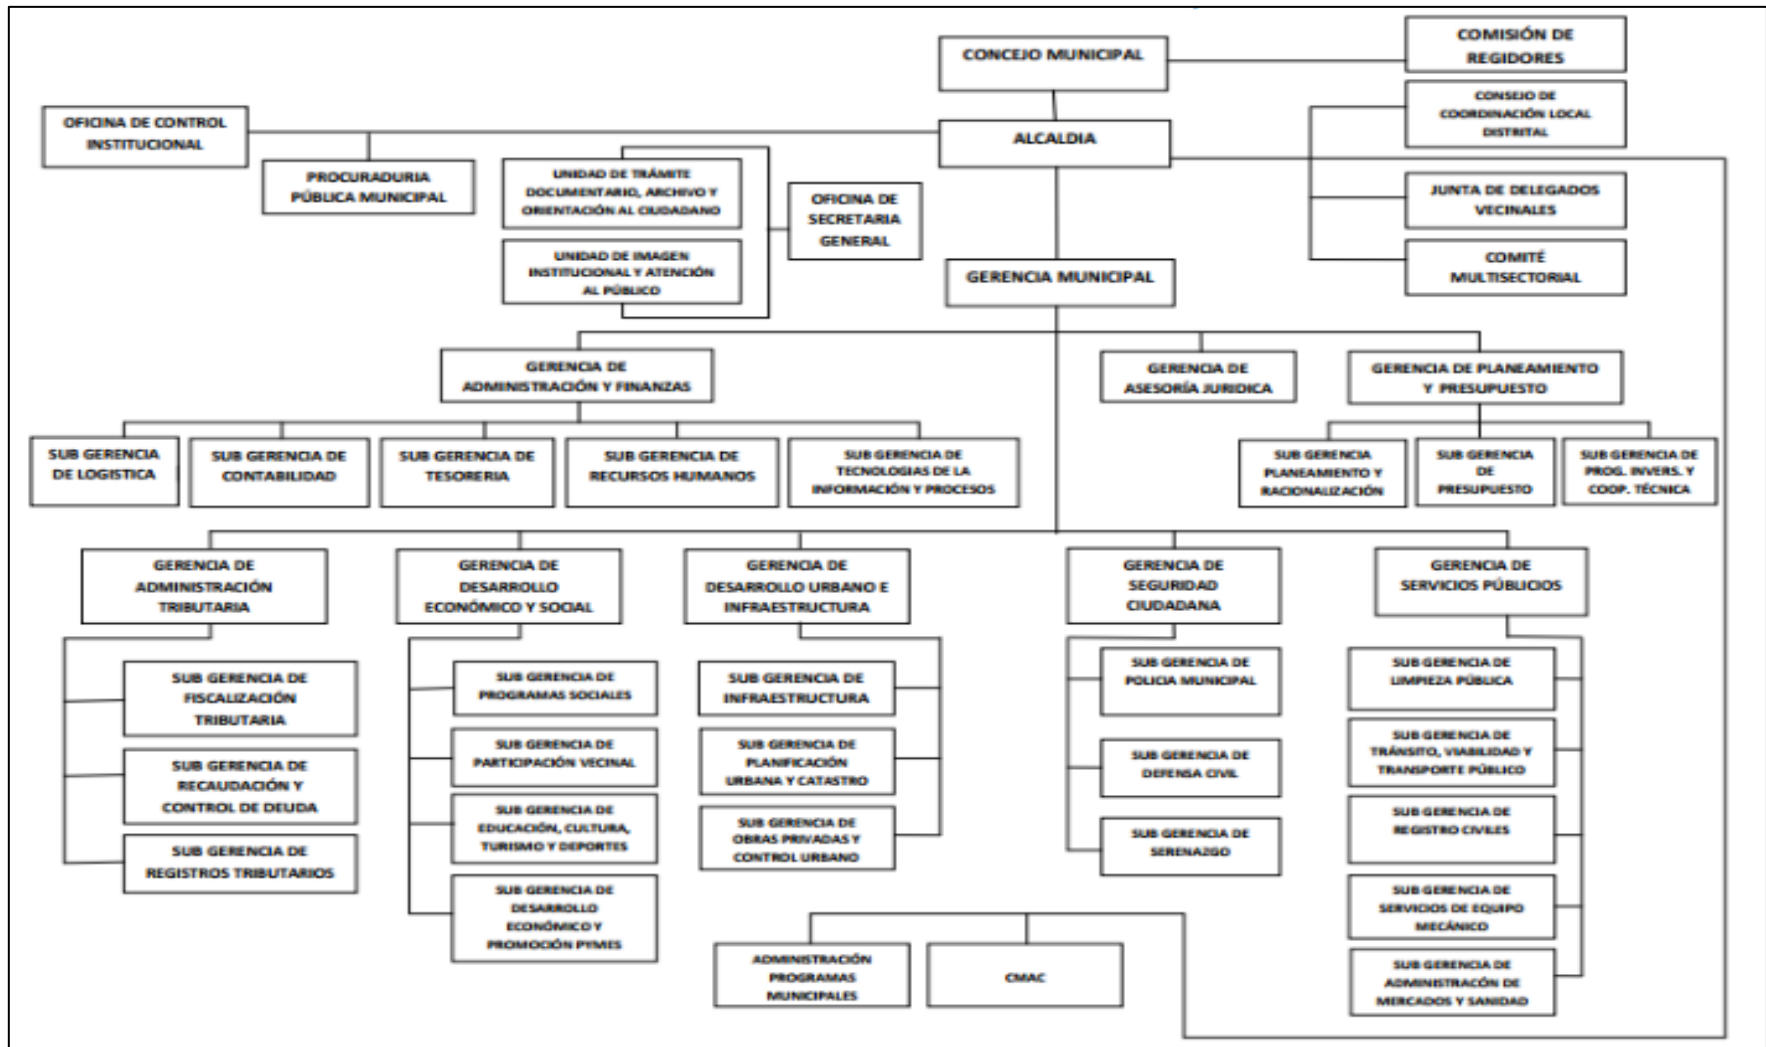 CONCEJO MUNICIPAL
COMISIÓN DE
REGIDORES
CONSEJO DE
COORDINACIÓN LOCAL
DISTRITAL
OFICINA DE CONTROL
INSTITUCIONAL
ALCALDIA
PROCURADURIA
PÚBLICA MUNICIPAL
UNIDAD DE TRÁMITE
DOCUMENTARIO, ARCHIVO Y
ORIENTACIÓN AL CIUDADANO
OFICINA DE
SECRETARIA
GENERAL
JUNTA DE DELEGADOS
VECINALES
UNIDAD DE IMAGEN
INSTITUCIONAL Y ATENCIÓN
AL PÚBLICO
GERENCIA MUNICIPAL
COMITÉ
MULTISECTORIAL
GERENCIA DE
ADMINISTRACIÓN Y FINANZAS
GERENCIA DE
ASESORÍA JURIDICA
GERENCIA DE PLANEAMIENTO
Y PRESUPUESTO
SUB GERENCIA
DE LOGISTICA
SUB GERENCIA DE
CONTABILIDAD
SUB GERENCIA DE
TESORERIA
SUB GERENCIA DE
RECURSOS HUMANOS
SUB GERENCIA DE
TECNOLOGIAS DE LA
INFORMACIÓN Y PROCESOS
SUB GERENCIA
PLANEAMIENTO Y
RACIONALIZACIÓN
SUB GERENCIA
DE
PRESUPUESTO
SUB GERENCIA DE
PROG. INVERS. Y
COOP. TÉCNICA
GERENCIA DE
ADMINISTRACIÓN
TRIBUTARIA
GERENCIA DE
DESARROLLO
ECONÓMICO Y SOCIAL
GERENCIA DE
DESARROLLO URBANO E
INFRAESTRUCTURA
GERENCIA DE
SEGURIDAD
CIUDADANA
GERENCIA DE
SERVICIOS PÚBLICIOS
SUB GERENCIA DE
FISCALIZACIÓN
TRIBUTARIA
SUB GERENCIA DE
RECAUDACIÓN Y
CONTROL DE DEUDA
SUB GERENCIA DE
REGISTROS TRIBUTARIOS
SUB GERENCIA DE
PROGRAMAS SOCIALES
SUB GERENCIA DE
PARTICIPACIÓN VECINAL
SUB GERENCIA DE
EDUCACIÓN, CULTURA,
TURISMO Y DEPORTES
SUB GERENCIA DE
DESARROLLO
ECONÓMICO Y
PROMOCIÓN PYMES
SUB GERENCIA DE
INFRAESTRUCTURA
SUB GERENCIA DE
PLANIFICACIÓN
URBANA Y CATASTRO
SUB GERENCIA DE
OBRAS PRIVADAS Y
CONTROL URBANO
SUB GERENCIA DE
POLICIA MUNICIPAL
SUB GERENCIA DE
DEFENSA CIVIL
SUB GERENCIA DE
SERENAZGO
SUB GERENCIA DE
LIMPIEZA PÚBLICA
SUB GERENCIA DE
TRÁNSITO, VIABILIDAD Y
TRANSPORTE PÚBLICO
SUB GERENCIA DE
REGISTRO CIVILES
SUB GERENCIA DE
SERVICIOS DE EQUIPO
MECÁNICO
SUB GERENCIA DE
ADMINISTRACÓN DE
MERCADOS Y SANIDAD
ADMINISTRACIÓN
PROGRAMAS
MUNICIPALES
CMAC